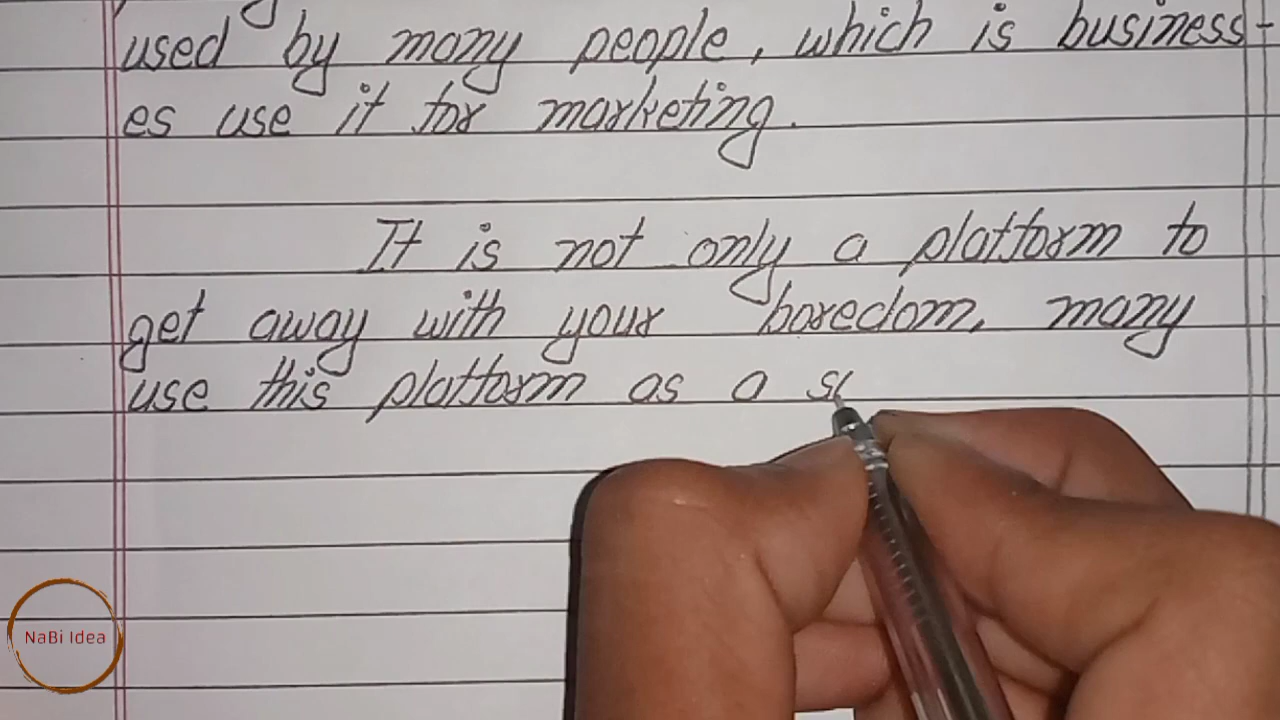 used by many people, which is business-
es use it for marketing.
It is not only a platform to
get away with your boredom, many
use this platform as a
NaBi Idea